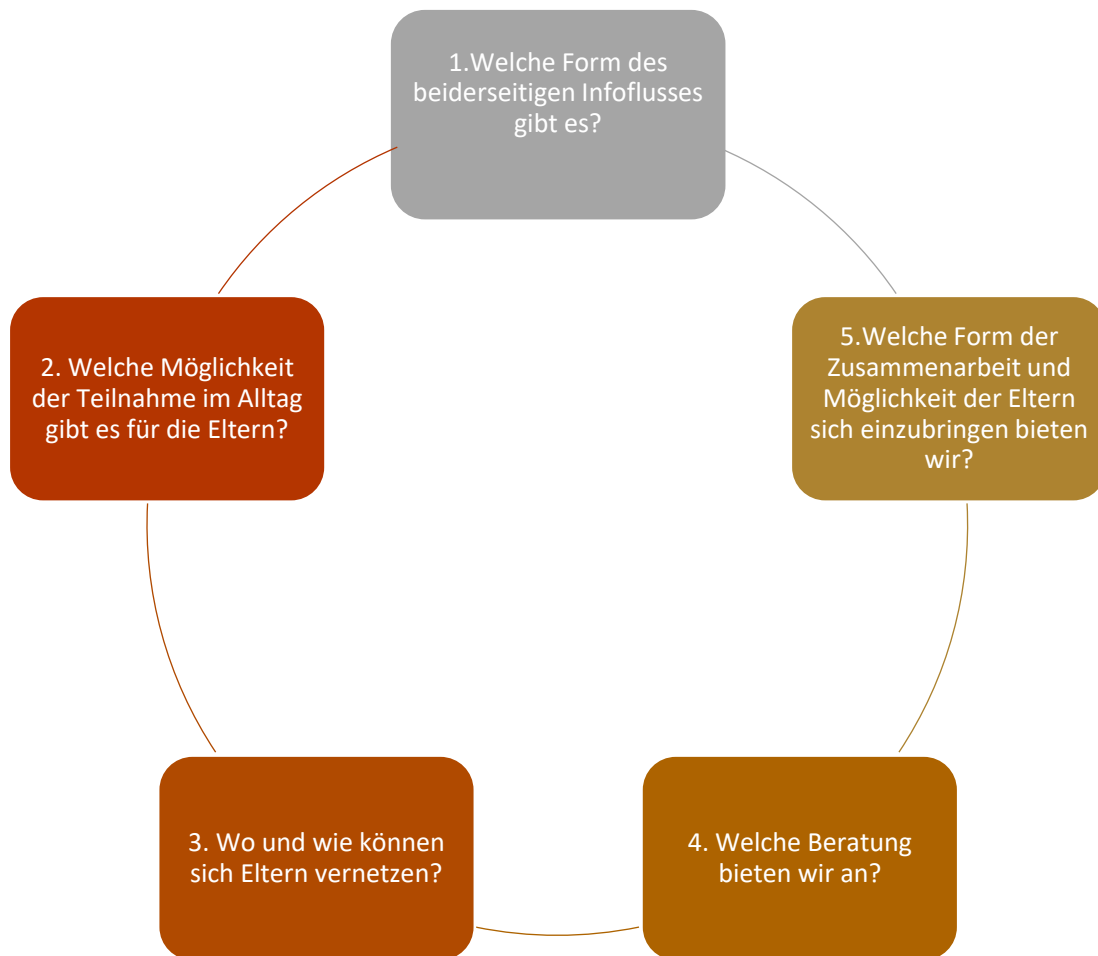 1.Welche Form des
beiderseitigen Infoflusses
gibt es?
2. Welche Möglichkeit
der Teilnahme im Alltag
gibt es für die Eltern?
3. Wo und wie können
sich Eltern vernetzen?
4. Welche Beratung
bieten wir an?
5.Welche Form der
Zusammenarbeit und
Möglichkeit der Eltern
sich einzubringen bieten
wir?